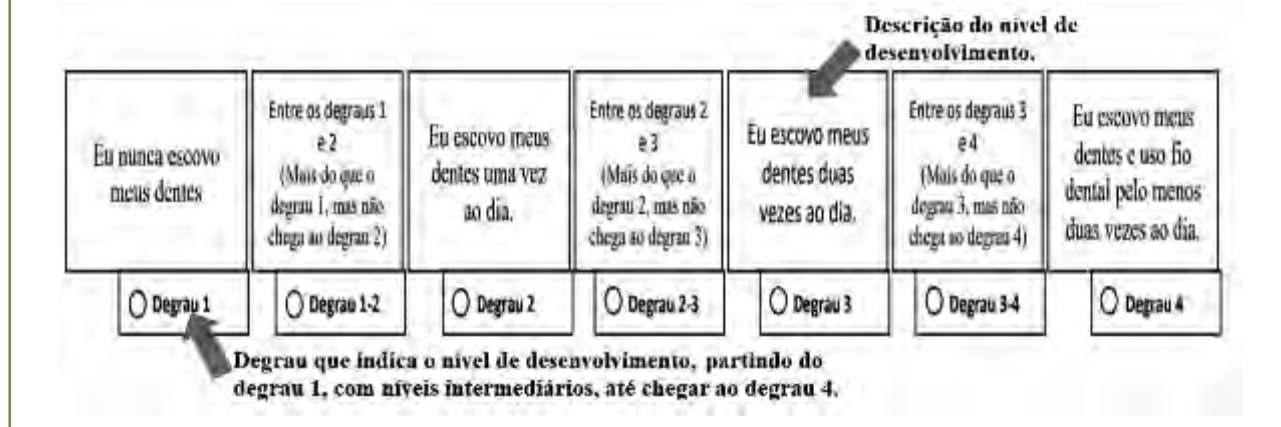 Descrição do nível de
desenvolvimento.
Eu nunca escovo
meus dentes
Entre os degraus 1
e 2
(Mais do que o
degrau 1, mas não
chega ao degrau 2)
Eu escovo meus
dentes uma vez
ao dia.
Entre os degraus 2
e 3
(Mais do que o
degrau 2, mas não
chega ao degrau 3)
Eu escovo meus
dentes duas
vezes ao dia.
Entre os degraus 3
e 4
(Mais do que o
degrau 3, mas não
chega ao degrau 4)
Eu escovo meus
dentes e uso fio
dental pelo menos
duas vezes ao dia.
Degrau 1
Degrau 1-2
Degrau 2
Degrau 2-3
Degrau 3
Degrau 3-4
Degrau 4
Degrau que indica o nível de desenvolvimento, partindo do
degrau 1, com níveis intermediários, até chegar ao degrau 4.